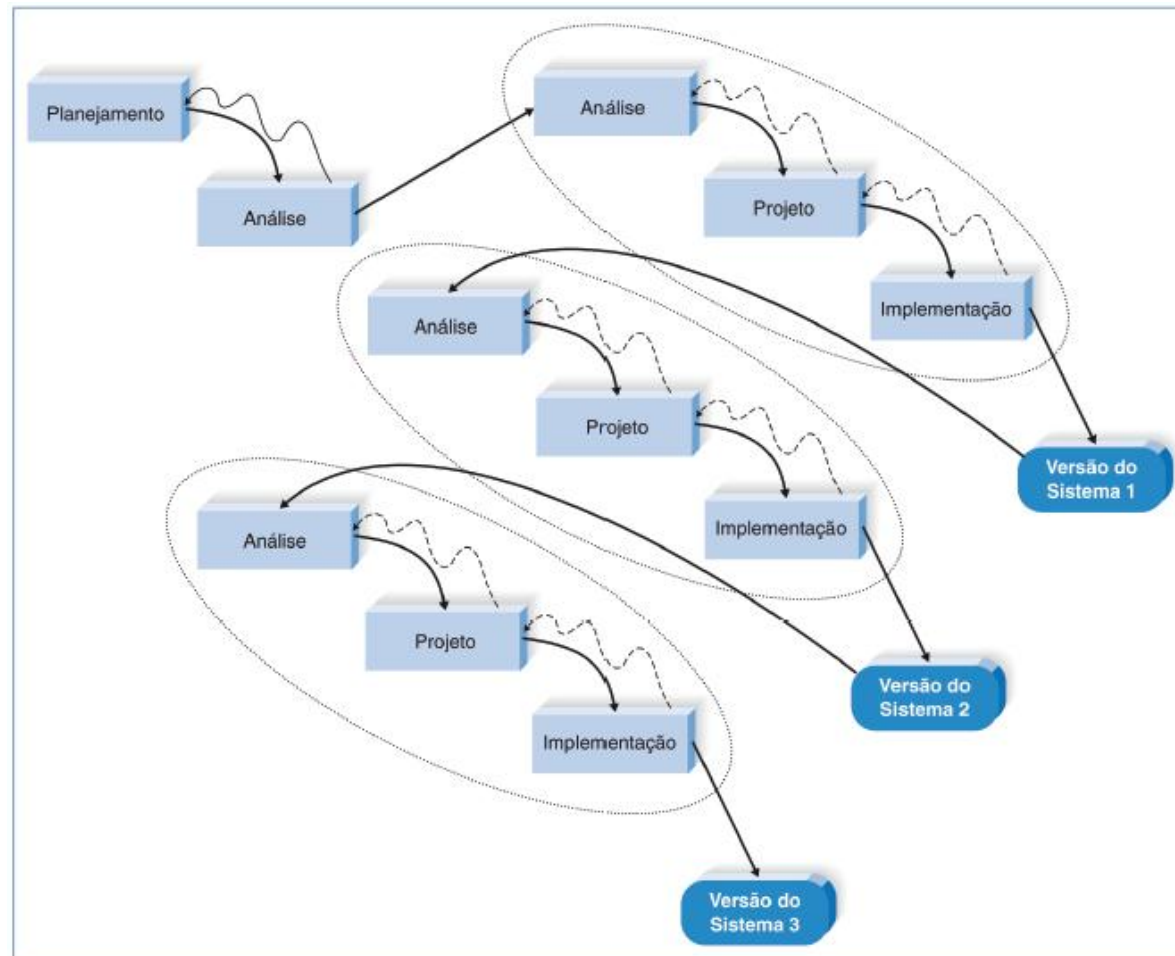 Planejamento
Análise
Análise
Projeto
Implementação
Versão do
Sistema 1
Análise
Projeto
Implementação
Versão do
Sistema 2
Análise
Projeto
Implementação
Versão do
Sistema 3